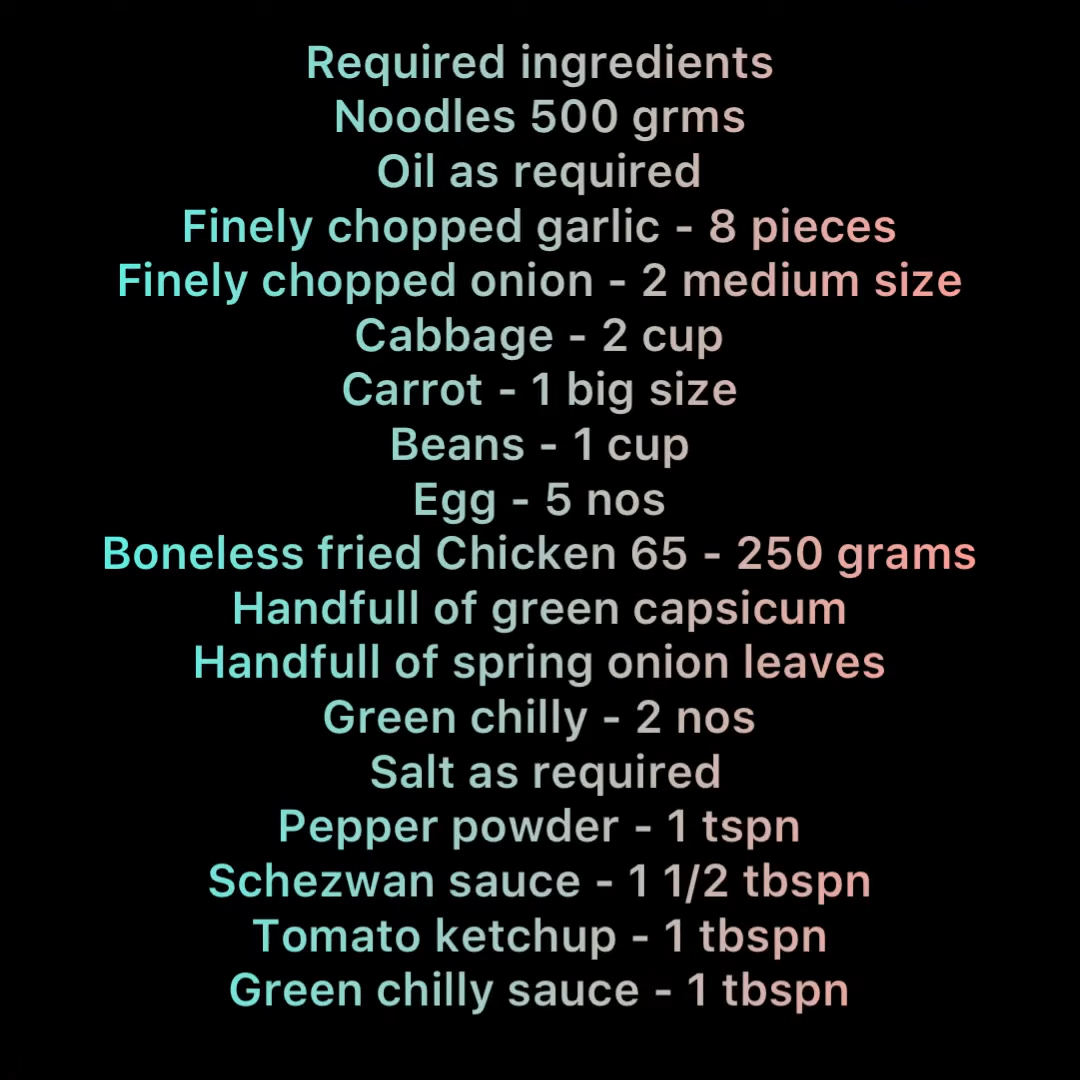 Required ingredients
Noodles 500 grms
Oil as required
Finely chopped garlic - 8 pieces
Finely chopped onion - 2 medium size
Cabbage - 2 cup
Carrot - 1 big size
Beans - 1 cup
Egg - 5 nos
Boneless fried Chicken 65 - 250 grams
Handfull of green capsicum
Handfull of spring onion leaves
Green chilly - 2 nos
Salt as required
Pepper powder - 1 tspn
Schezwan sauce - 1 1/2 tbspn
Tomato ketchup - 1 tbspn
Green chilly sauce - 1 tbspn